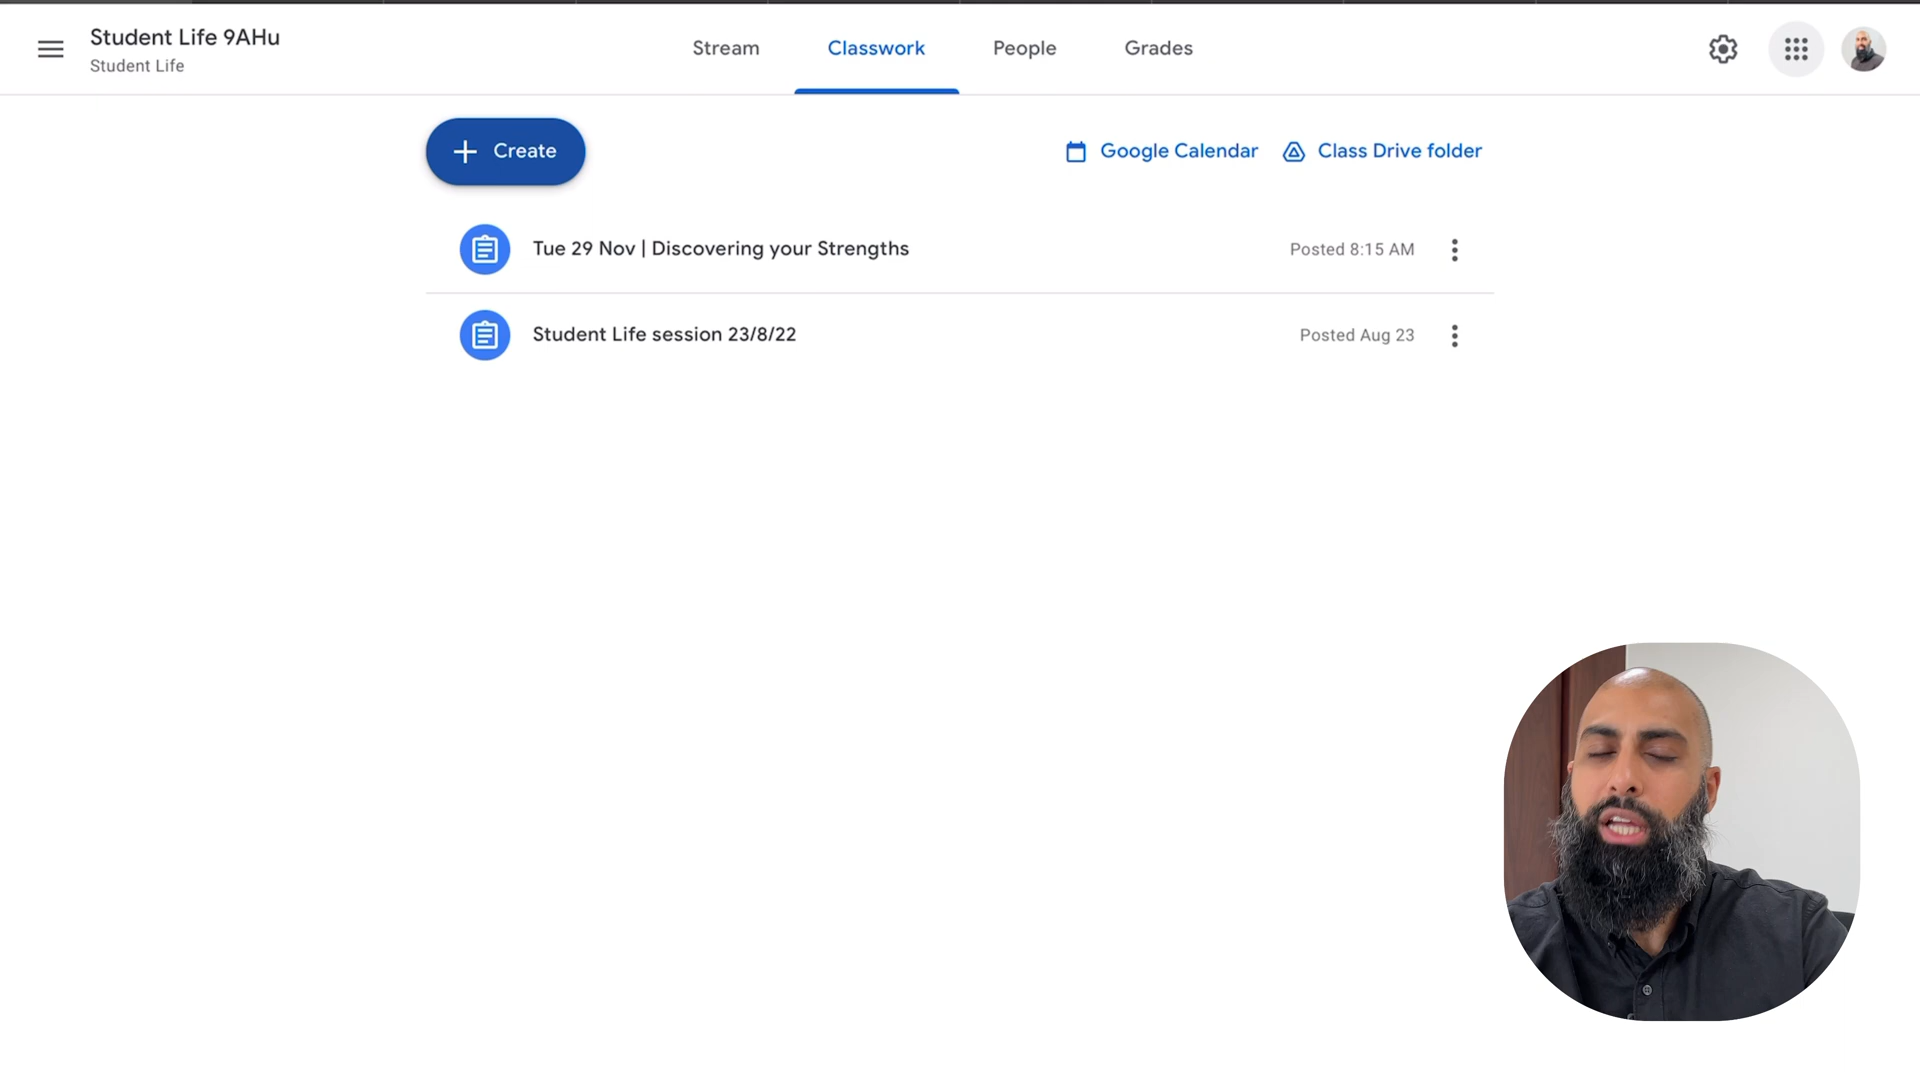 Student Life 9AHu
Student Life
Stream
Classwork
People
Grades
Create
Google Calendar
Class Drive folder
Tue 29 Nov | Discovering your Strengths
Posted 8:15 AM
Student Life session 23/8/22
Posted Aug 23